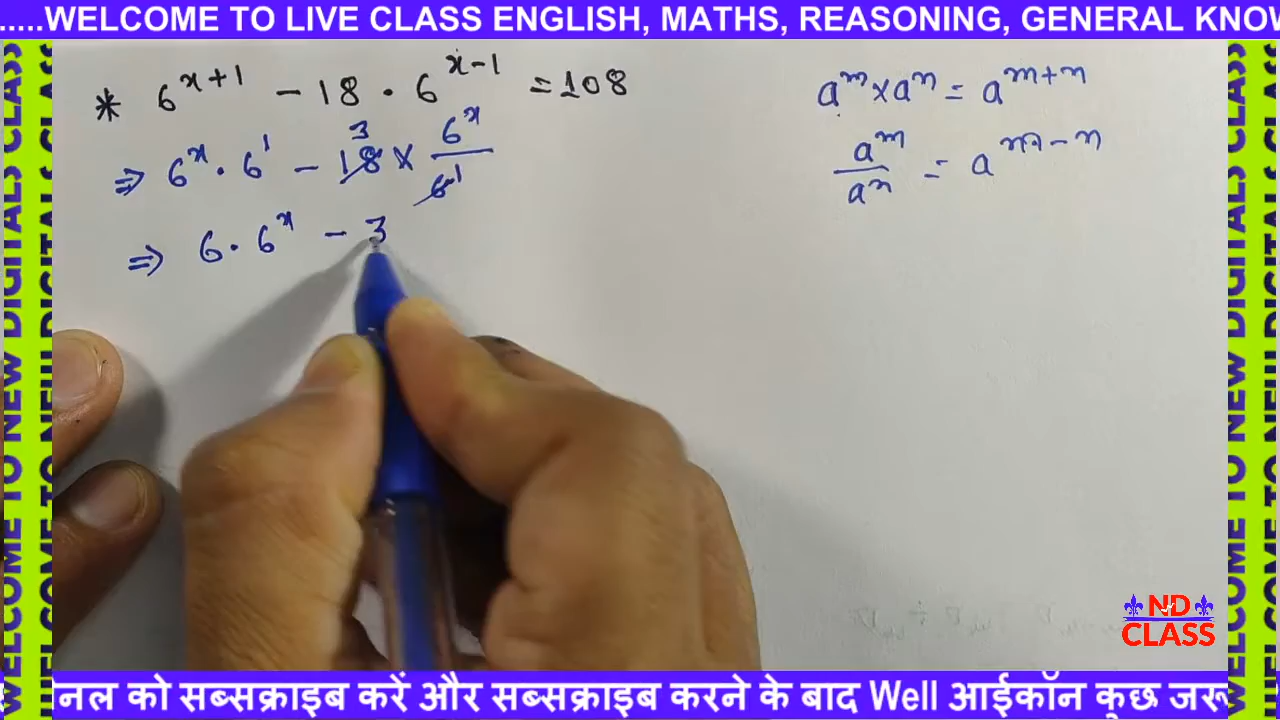 .....WELCOME TO LIVE CLASS ENGLISH, MATHS, REASONING, GENERAL KNOW
* 6^{x+1} - 18 · 6^{x-1} = 108
⇒ 6^x · 6^1 - 18 × 6^x / 6^1
3
⇒ 6 · 6^x - 3
a^m × a^n = a^{m+n}
a^m / a^n = a^{m-n}
WELCOME TO NEW DIGITALS CLASS
WELCOME TO NEW DIGITALS CLASS
ND
CLASS
नल को सब्सक्राइब करें और सब्सक्राइब करने के बाद Well आईकॉन कुछ जरू